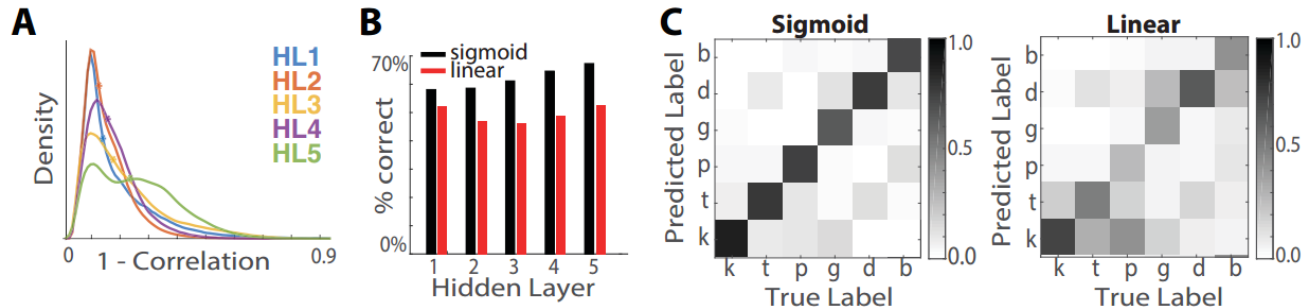 A
HL1
HL2
HL3
HL4
HL5
Density
0
0.9
1 - Correlation
B
sigmoid
linear
70%
0%
% correct
1 2 3 4 5
Hidden Layer
C
Sigmoid
Predicted Label
b
d
g
p
t
k
k t p g d b
True Label
1.0
0.5
0.0
Linear
Predicted Label
b
d
g
p
t
k
k t p g d b
True Label
1.0
0.5
0.0